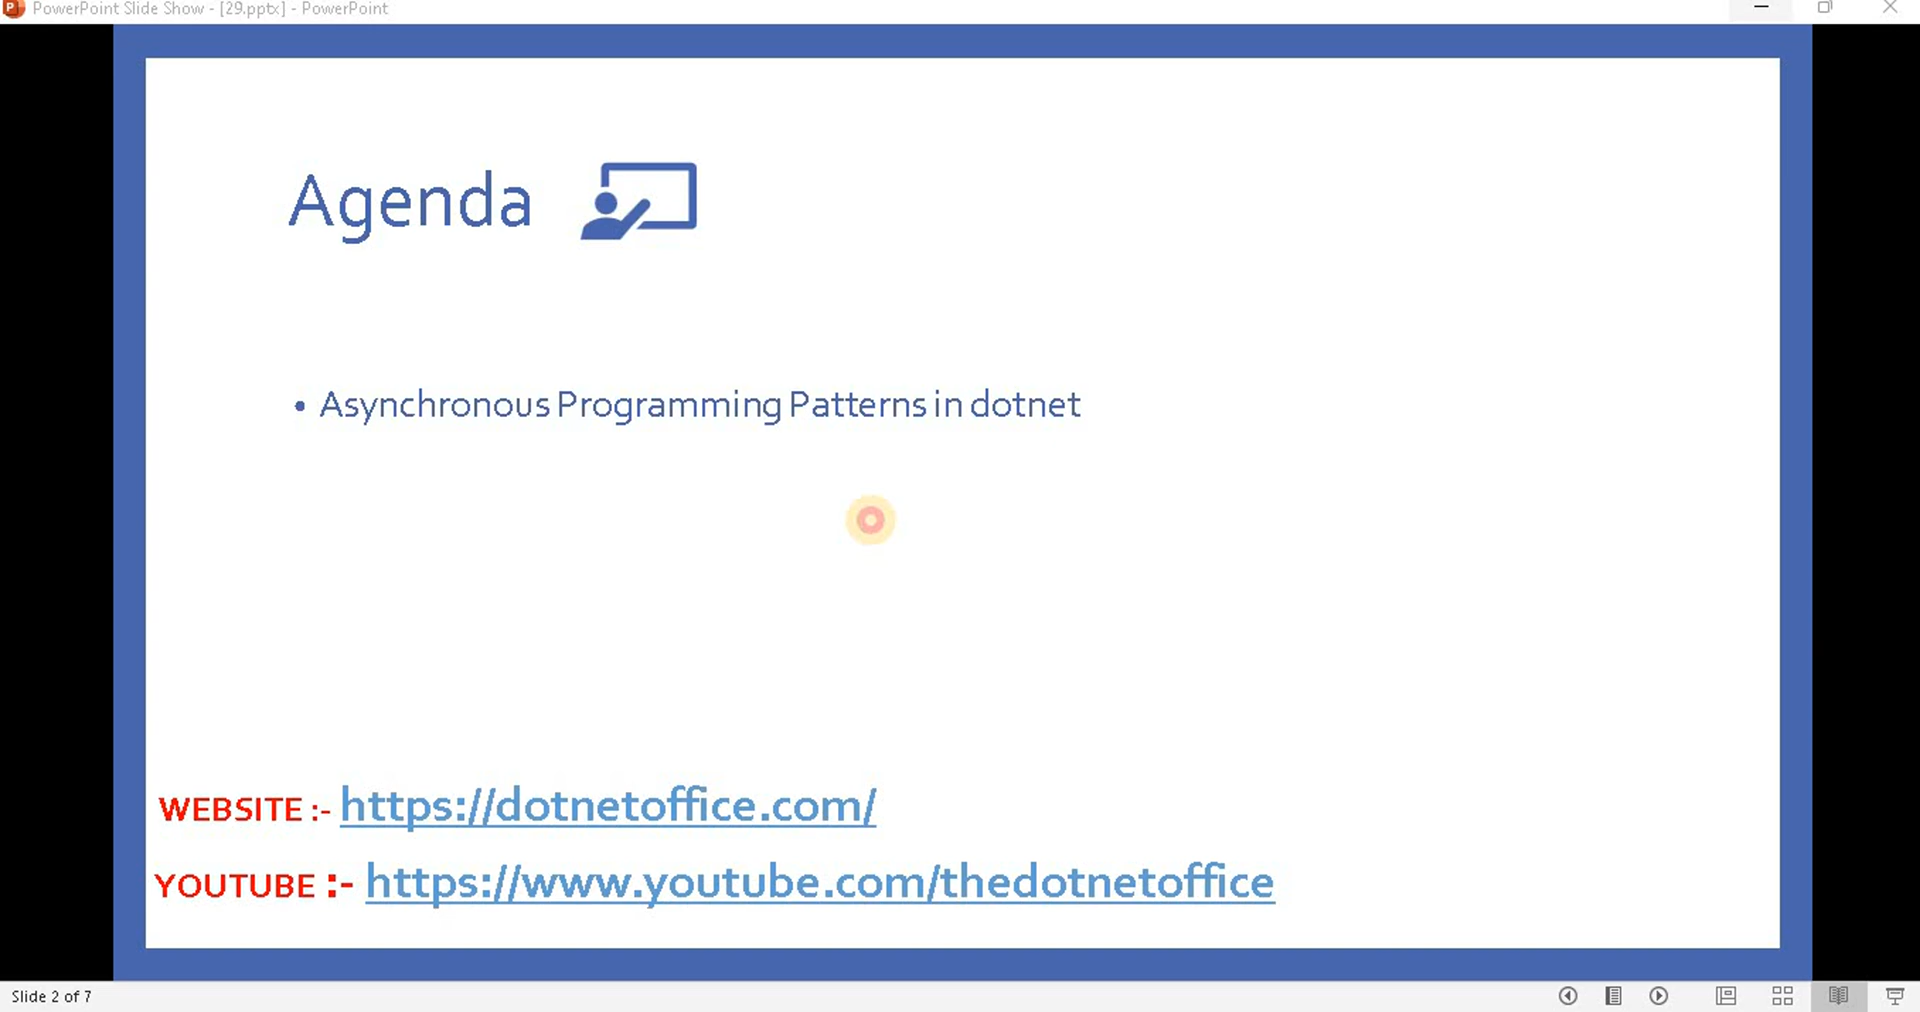 PowerPoint Slide Show - [29.pptx] - PowerPoint
Agenda
• Asynchronous Programming Patterns in dotnet
WEBSITE :- https://dotnetoffice.com/
YOUTUBE :- https://www.youtube.com/thedotnetoffice
Slide 2 of 7